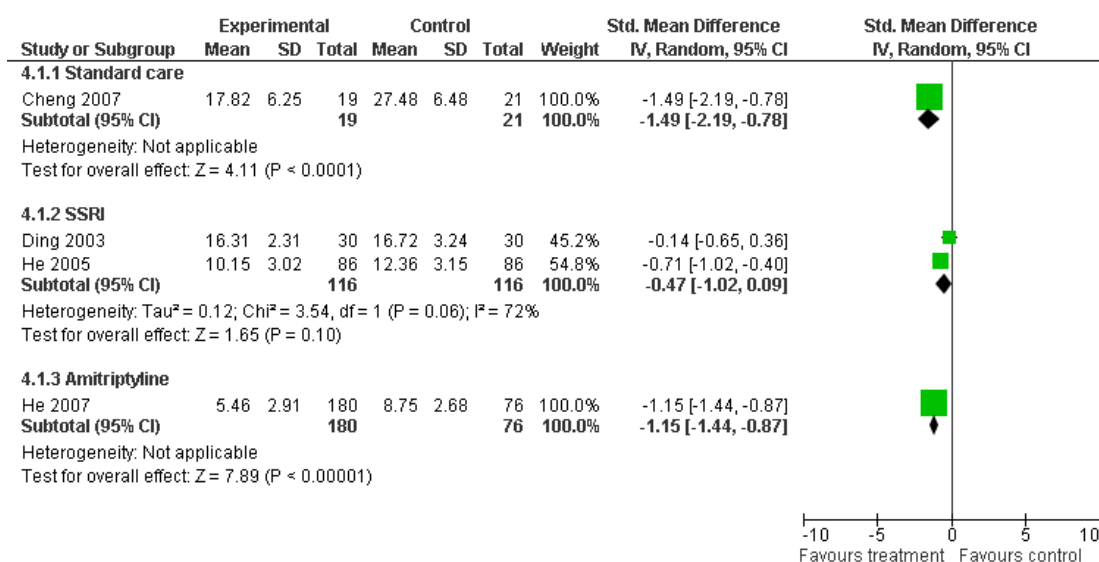 Experimental Control Std. Mean Difference Std. Mean Difference
Study or Subgroup Mean SD Total Mean SD Total Weight IV, Random, 95% CI IV, Random, 95% CI
4.1.1 Standard care
Cheng 2007 17.82 6.25 19 27.48 6.48 21 100.0% -1.49 [-2.19, -0.78]
Subtotal (95% CI) 19 21 100.0% -1.49 [-2.19, -0.78]
Heterogeneity: Not applicable
Test for overall effect: Z = 4.11 (P < 0.0001)
4.1.2 SSRI
Ding 2003 16.31 2.31 30 16.72 3.24 30 45.2% -0.14 [-0.65, 0.36]
He 2005 10.15 3.02 86 12.36 3.15 86 54.8% -0.71 [-1.02, -0.40]
Subtotal (95% CI) 116 116 100.0% -0.47 [-1.02, 0.09]
Heterogeneity: Tau² = 0.12; Chi² = 3.54, df = 1 (P = 0.06); I² = 72%
Test for overall effect: Z = 1.65 (P = 0.10)
4.1.3 Amitriptyline
He 2007 5.46 2.91 180 8.75 2.68 76 100.0% -1.15 [-1.44, -0.87]
Subtotal (95% CI) 180 76 100.0% -1.15 [-1.44, -0.87]
Heterogeneity: Not applicable
Test for overall effect: Z = 7.89 (P < 0.00001)
-10 -5 0 5 10
Favours treatment Favours control